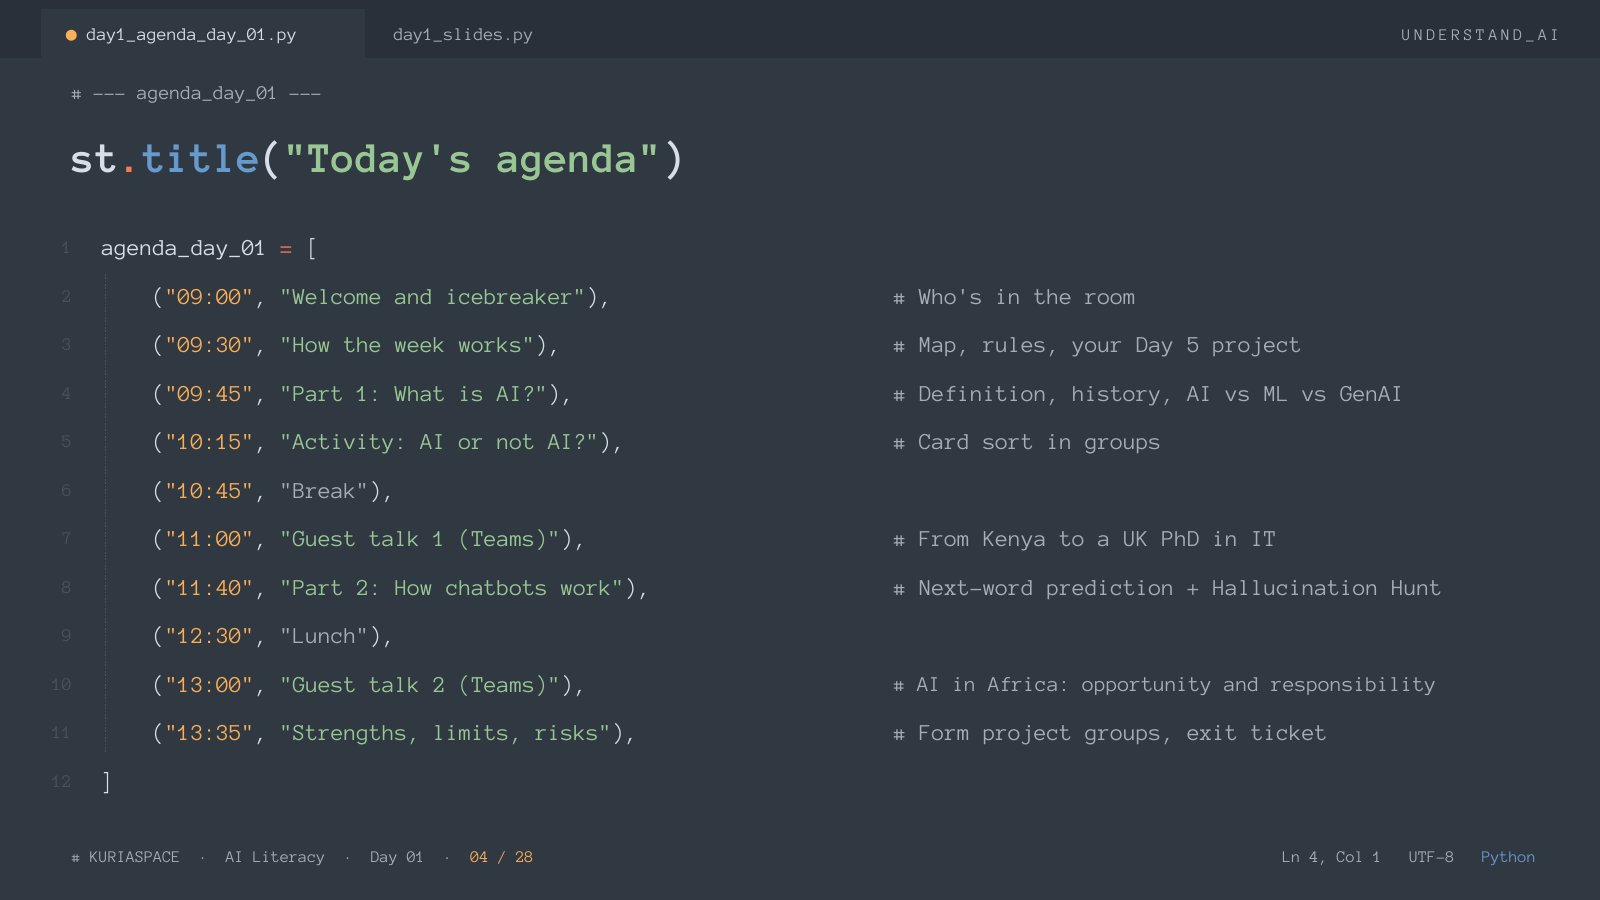 day1_agenda_day_01.py day1_slides.py UNDERSTAND_AI
# --- agenda_day_01 ---
st.title("Today's agenda")
1 agenda_day_01 = [
2 ("09:00", "Welcome and icebreaker"), # Who's in the room
3 ("09:30", "How the week works"), # Map, rules, your Day 5 project
4 ("09:45", "Part 1: What is AI?"), # Definition, history, AI vs ML vs GenAI
5 ("10:15", "Activity: AI or not AI?"), # Card sort in groups
6 ("10:45", "Break"),
7 ("11:00", "Guest talk 1 (Teams)"), # From Kenya to a UK PhD in IT
8 ("11:40", "Part 2: How chatbots work"), # Next-word prediction + Hallucination Hunt
9 ("12:30", "Lunch"),
10 ("13:00", "Guest talk 2 (Teams)"), # AI in Africa: opportunity and responsibility
11 ("13:35", "Strengths, limits, risks"), # Form project groups, exit ticket
12 ]
# KURIASPACE · AI Literacy · Day 01 · 04 / 28 Ln 4, Col 1 UTF-8 Python